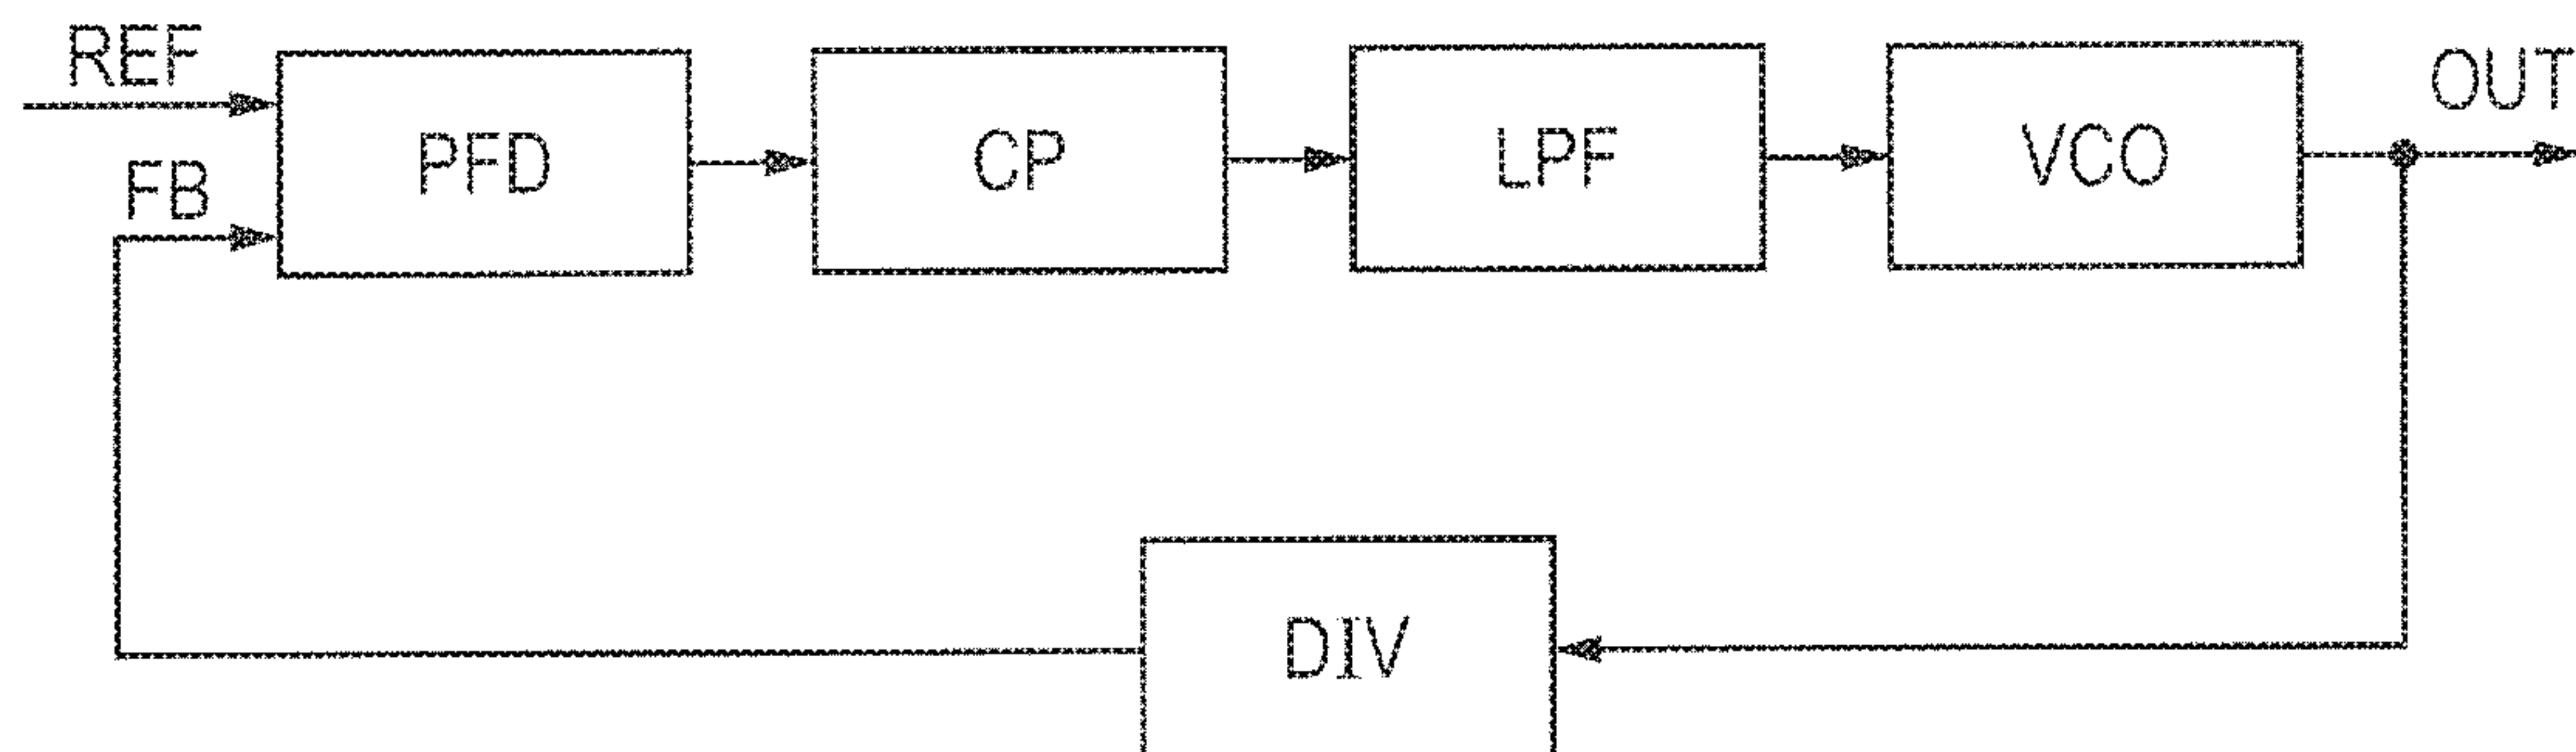 REF
FB
PFD
CP
LPF
VCO
OUT
DIV